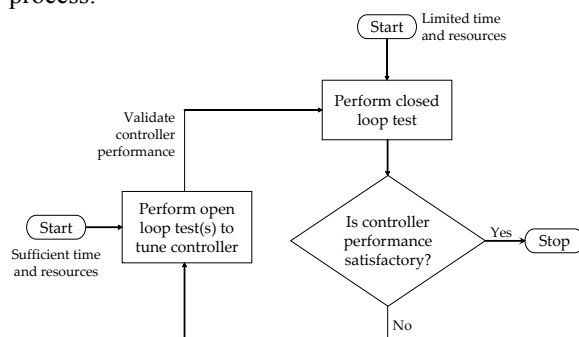 process.
Start
Limited time
and resources
Perform closed
loop test
Validate
controller
performance
Start
Sufficient time
and resources
Perform open
loop test(s) to
tune controller
Is controller
performance
satisfactory?
Yes
Stop
No